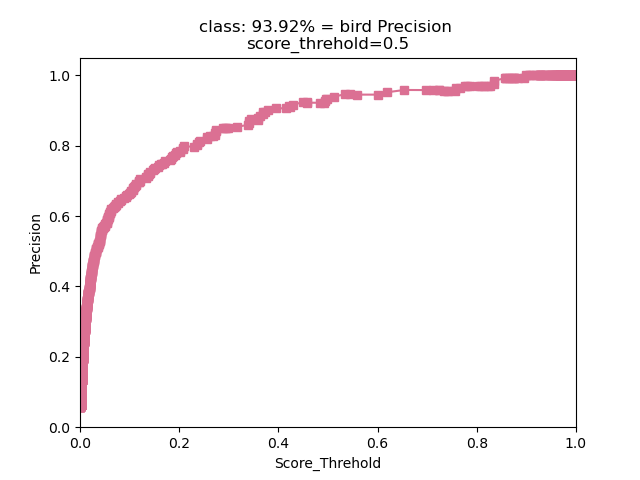 class: 93.92% = bird Precision
score_threhold=0.5
Precision
1.0
0.8
0.6
0.4
0.2
0.0
0.0 0.2 0.4 0.6 0.8 1.0
Score_Threhold